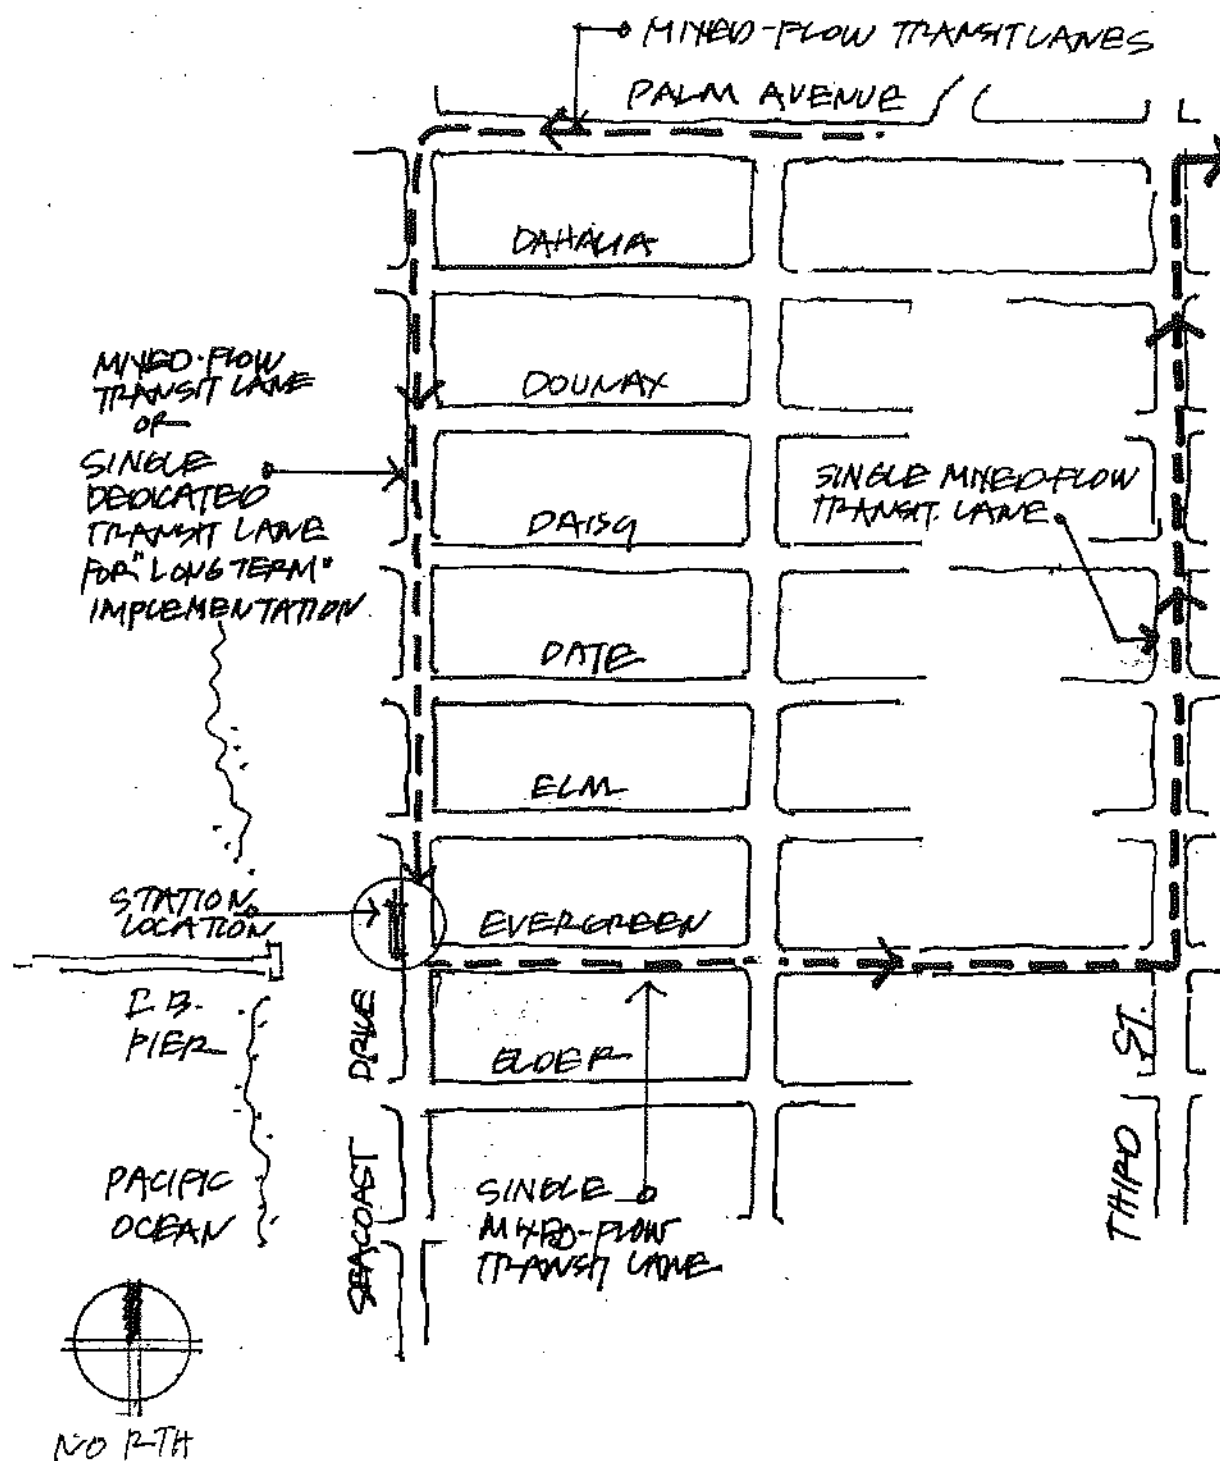 MIXED-FLOW TRANSIT LANES
PALM AVENUE
DAHALIA
MIXED-FLOW
TRANSIT LANE
OR
SINGLE
DEDICATED
TRANSIT LANE
FOR "LONG TERM"
IMPLEMENTATION
DOUNAX
SINGLE MIXED-FLOW
TRANSIT LANE
DAISY
DATE
ELM
STATION
LOCATION
EVERGREEN
I.B.
PIER
ELDER
SEACOAST DRIVE
THIRD ST.
PACIFIC
OCEAN
SINGLE
MIXED-FLOW
TRANSIT LANE
NORTH